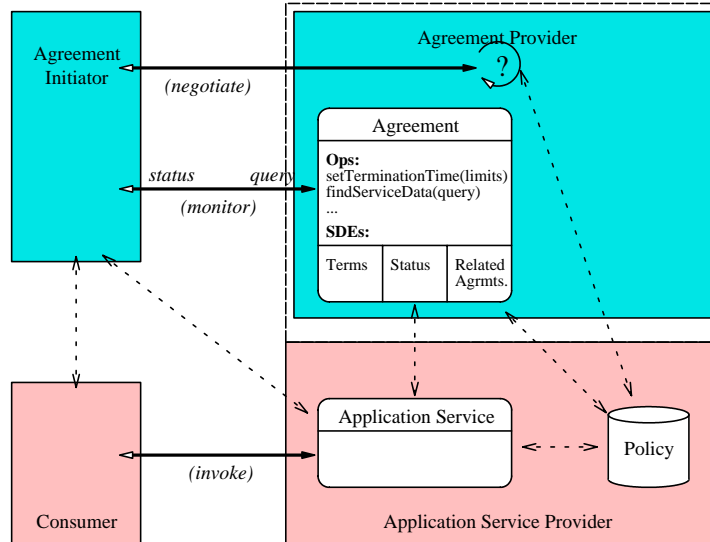 Agreement Provider
Agreement
Initiator
(negotiate)
?
Agreement
Ops:
setTerminationTime(limits)
findServiceData(query)
...
SDEs:
Terms
Status
Related
Agrmts.
status
query
(monitor)
Application Service
Policy
(invoke)
Consumer
Application Service Provider